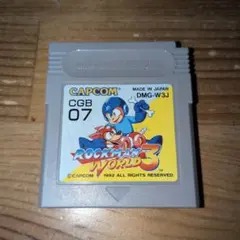 CAPCOM
MADE IN JAPAN
DMG-W3J
CGB
07
ROCKMAN
WORLD 3
©CAPCOM 1992 ALL RIGHTS RESERVED